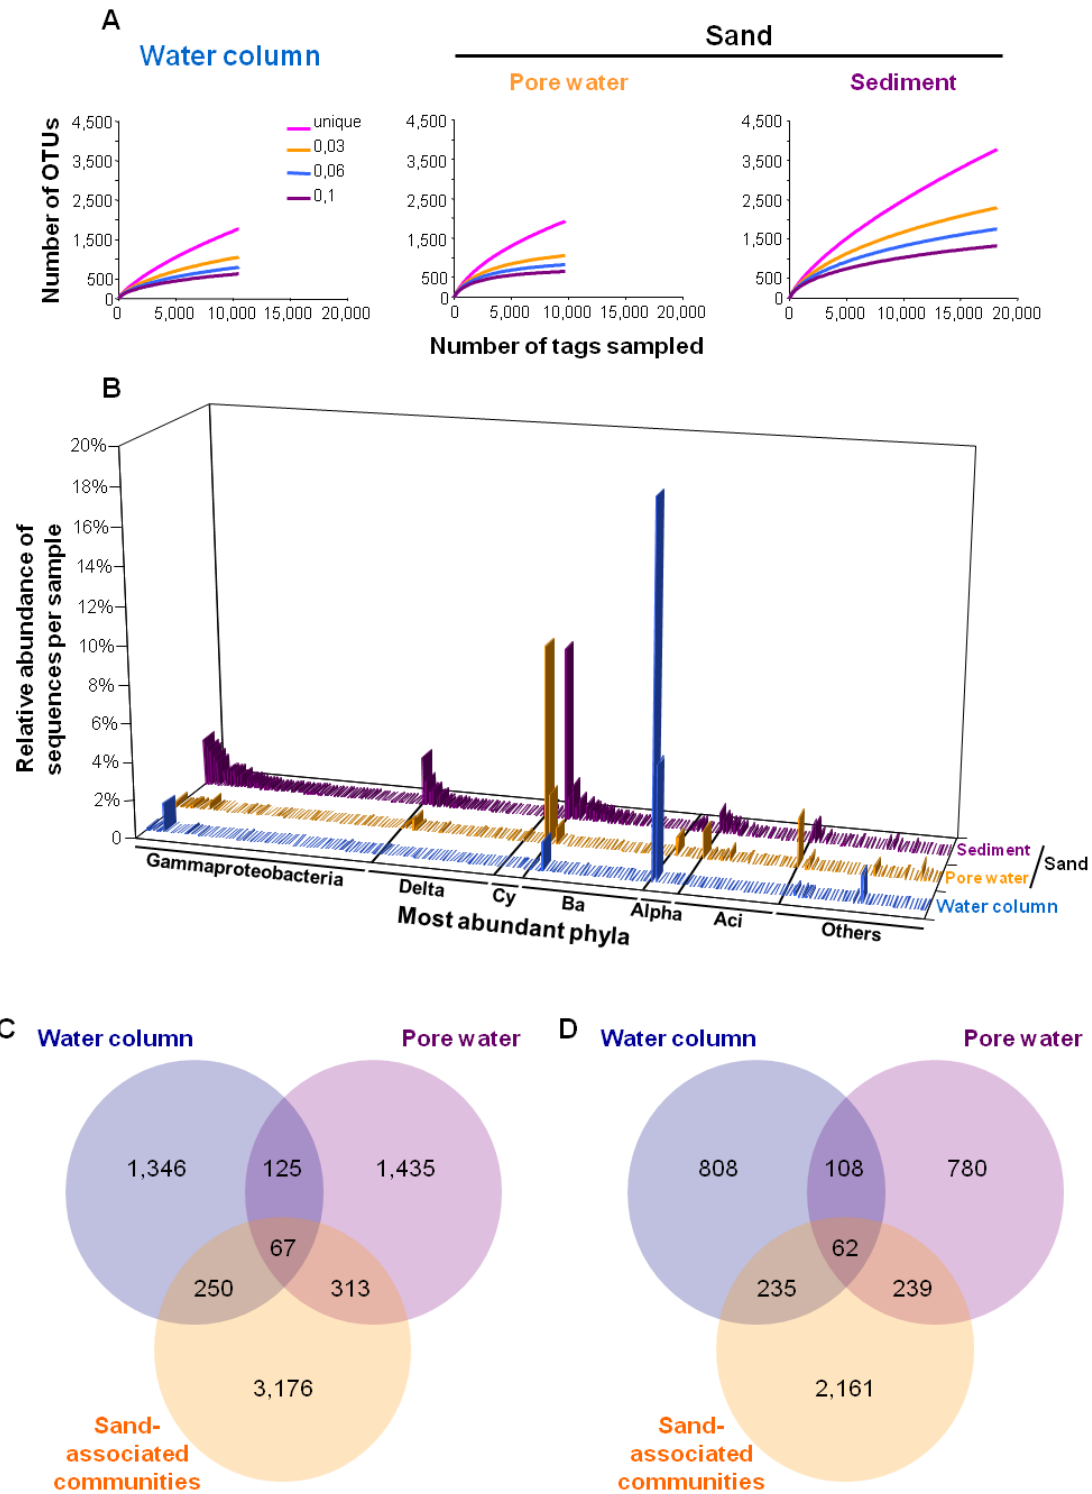 A
Water column
Sand
Pore water
Sediment
Number of OTUs
4,500
3,500
2,500
1,500
500
0
0
5,000
10,000
15,000
20,000
unique
0,03
0,06
0,1
4,500
3,500
2,500
1,500
500
0
0
5,000
10,000
15,000
20,000
4,500
3,500
2,500
1,500
500
0
0
5,000
10,000
15,000
20,000
Number of tags sampled
B
Relative abundance of
sequences per sample
20%
18%
16%
14%
12%
10%
8%
6%
4%
2%
0
Gammaproteobacteria
Delta
Cy
Ba
Alpha
Aci
Others
Most abundant phyla
Sediment
Pore water
Sand
Water column
C
Water column
Pore water
1,346
125
1,435
67
250
313
3,176
Sand-
associated
communities
D
Water column
Pore water
808
108
780
62
235
239
2,161
Sand-
associated
communities